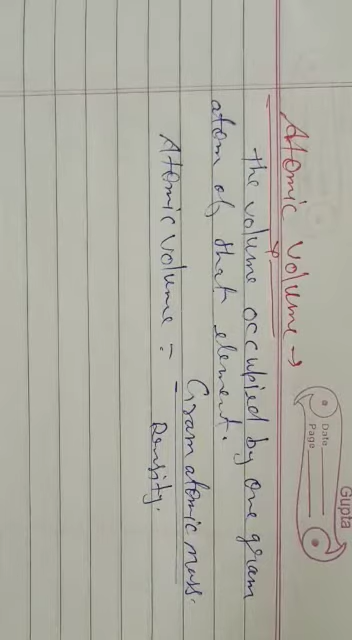 Gupta
Date
Page
Atomic volume →
the volume occupied by one gram
atom of that element.
Atomic volume = Gram atomic mass.
Density.